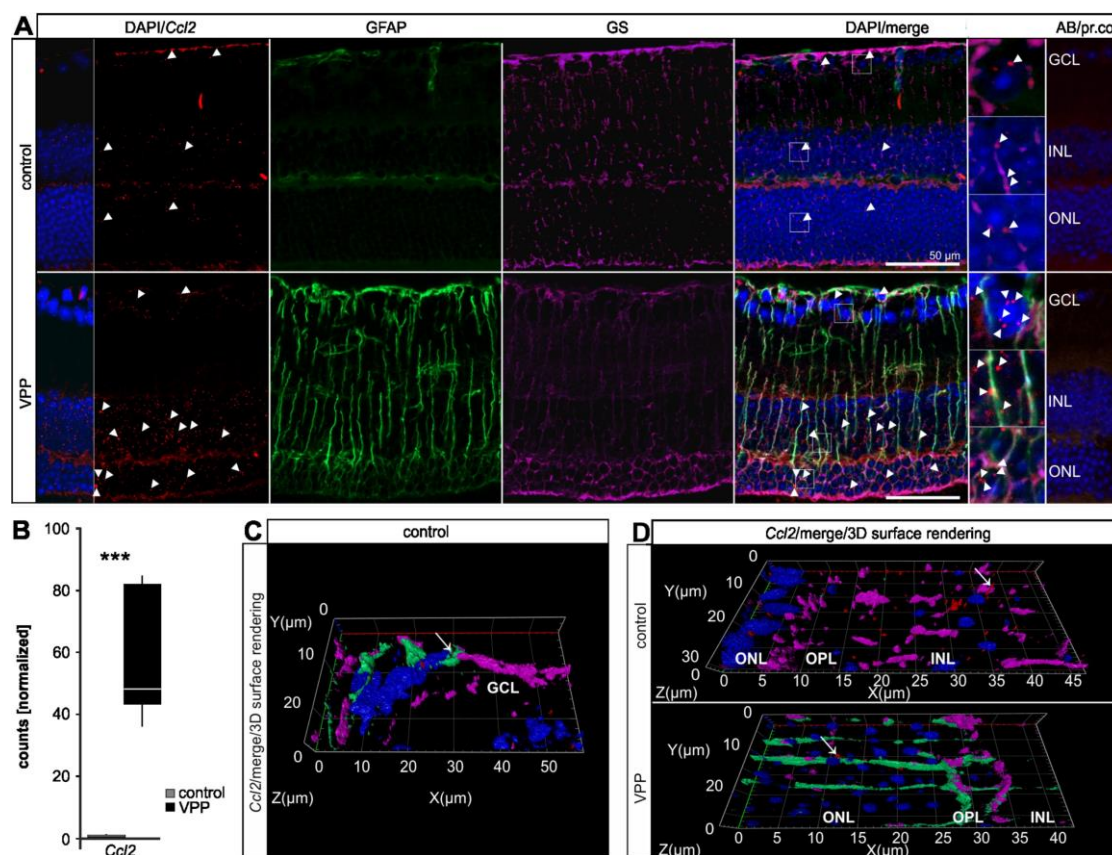 A
DAPI/Ccl2
GFAP
GS
DAPI/merge
AB/pr.co
control
GCL
INL
ONL
50 µm
VPP
GCL
INL
ONL
B
counts [normalized]
100
80
60
40
20
0
***
control
VPP
Ccl2
C
control
Ccl2/merge/3D surface rendering
Y(µm)
0
10
20
0
GCL
0 10 20 30 40 50
Z(µm)
X(µm)
D
Ccl2/merge/3D surface rendering
control
0
Y(µm)
10
20
30
ONL OPL INL
Z(µm)
0 5 10 15 20 25 30 35 40 45
X(µm)
VPP
0
Y(µm)
10
20
0
ONL OPL INL
0 5 10 15 20 25 30 35 40
Z(µm)
X(µm)